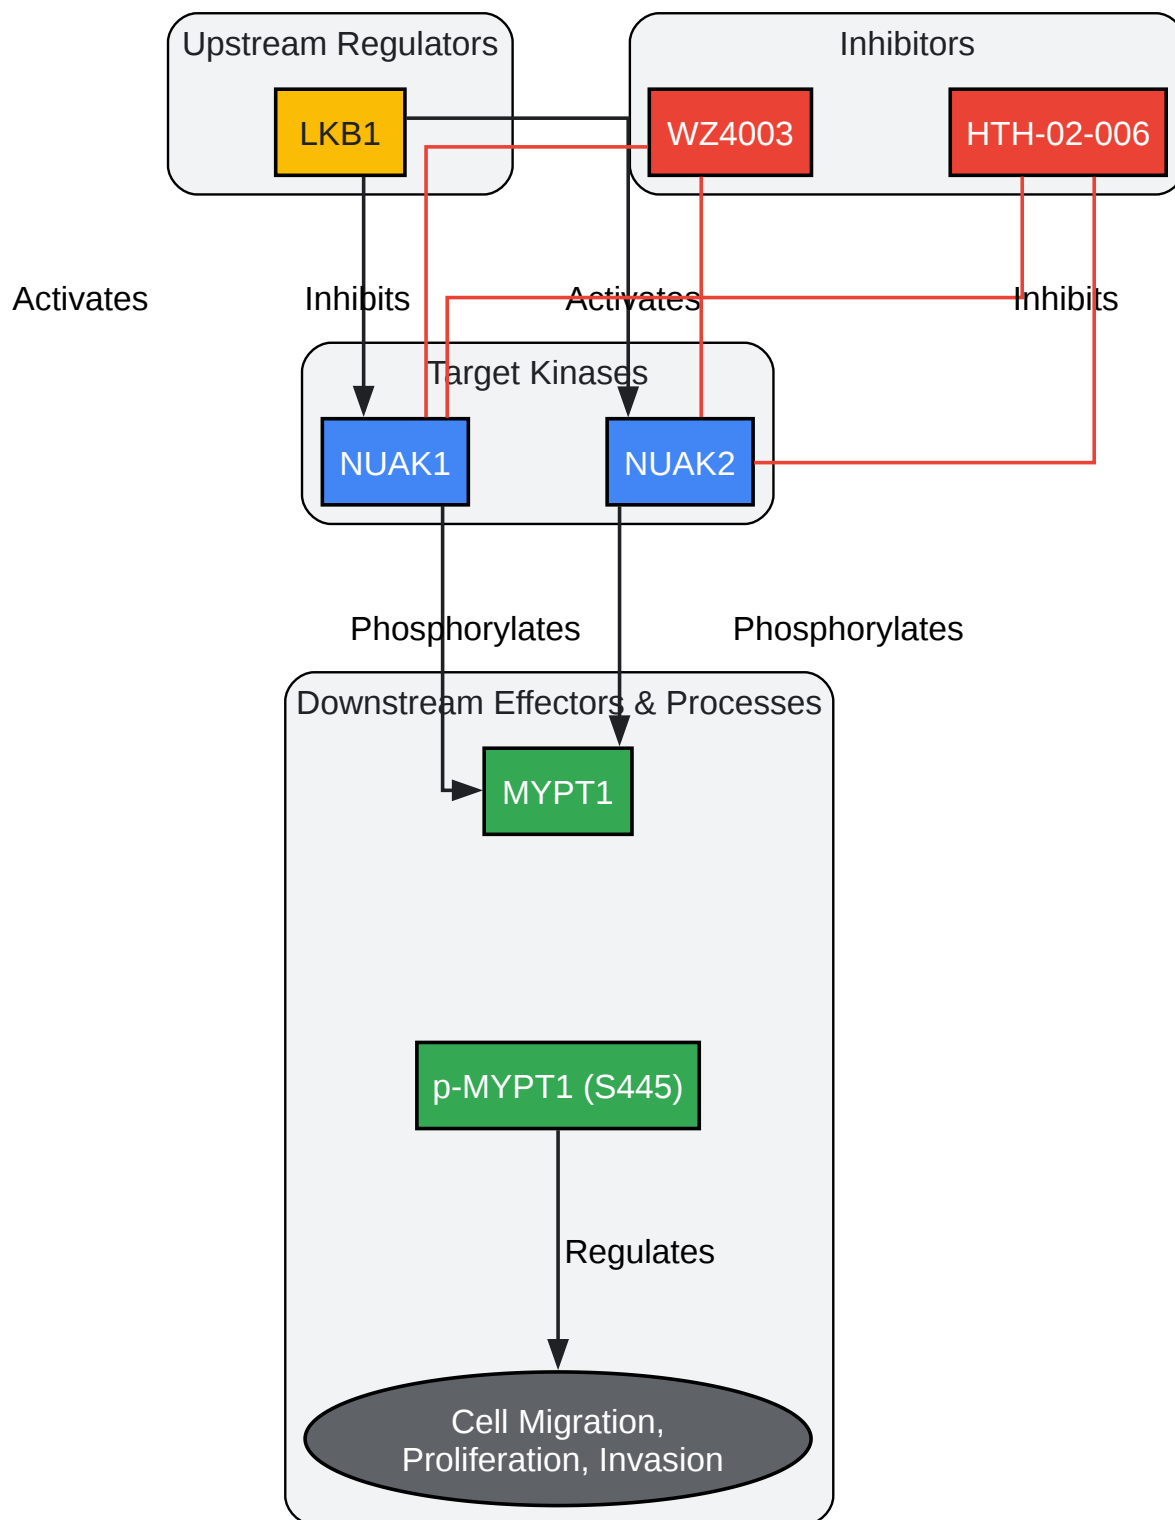 Upstream Regulators
Inhibitors
LKB1
WZ4003
HTH-02-006
Activates
Inhibits
Activates
Inhibits
Target Kinases
NUAK1
NUAK2
Phosphorylates
Phosphorylates
Downstream Effectors & Processes
MYPT1
p-MYPT1 (S445)
Regulates
Cell Migration,
Proliferation, Invasion